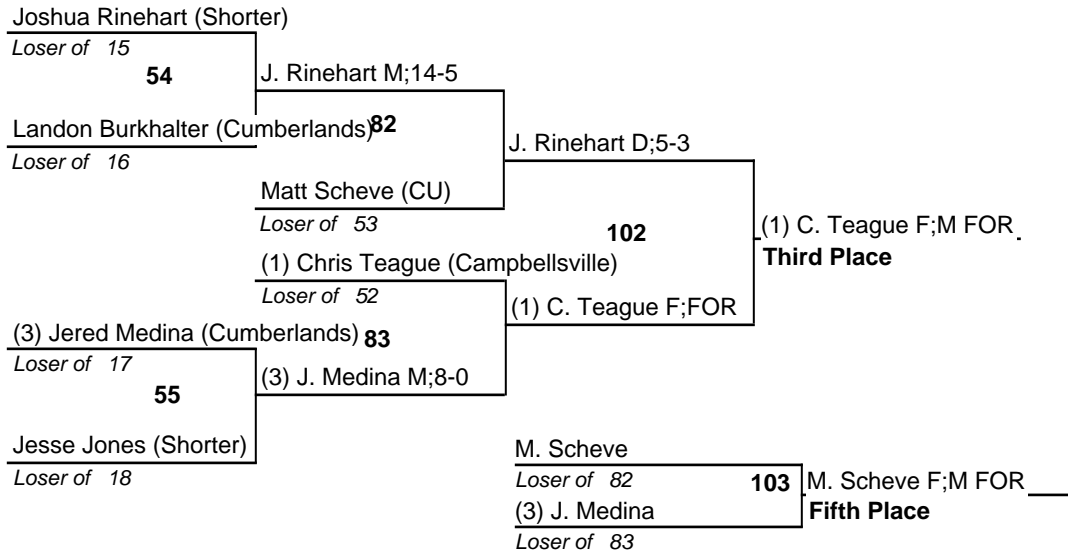 Joshua Rinehart (Shorter)
Loser of 15
54
J. Rinehart M;14-5
Landon Burkhalter (Cumberlands)
82
Loser of 16
J. Rinehart D;5-3
Matt Scheve (CU)
Loser of 53
102
(1) C. Teague F;M FOR
Third Place
(1) Chris Teague (Campbellsville)
Loser of 52
(1) C. Teague F;FOR
(3) Jered Medina (Cumberlands)
83
Loser of 17
(3) J. Medina M;8-0
55
Jesse Jones (Shorter)
Loser of 18
M. Scheve
Loser of 82
103
M. Scheve F;M FOR
(3) J. Medina
Fifth Place
Loser of 83